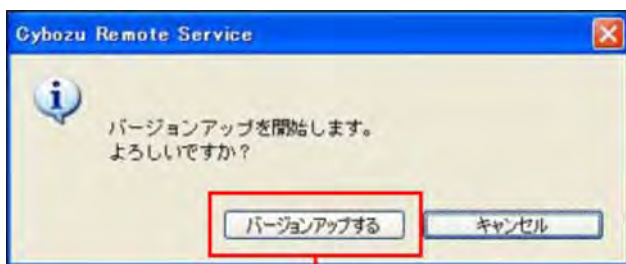 Cybozu Remote Service
バージョンアップを開始します。
よろしいですか？
バージョンアップする
キャンセル